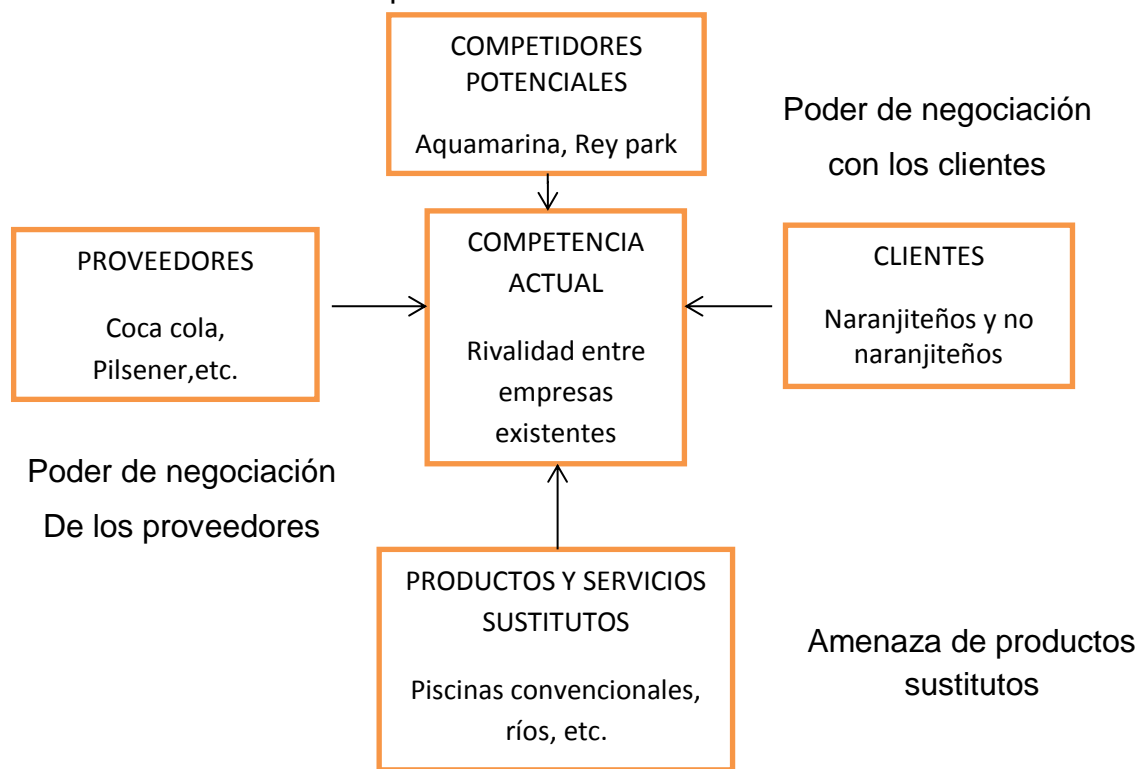 COMPETIDORES
POTENCIALES
Aquamarina, Rey park
Poder de negociación
con los clientes
PROVEEDORES
Coca cola,
Pilsener,etc.
COMPETENCIA
ACTUAL
Rivalidad entre
empresas
existentes
CLIENTES
Naranjiteños y no
naranjiteños
Poder de negociación
De los proveedores
PRODUCTOS Y SERVICIOS
SUSTITUTOS
Piscinas convencionales,
ríos, etc.
Amenaza de productos
sustitutos